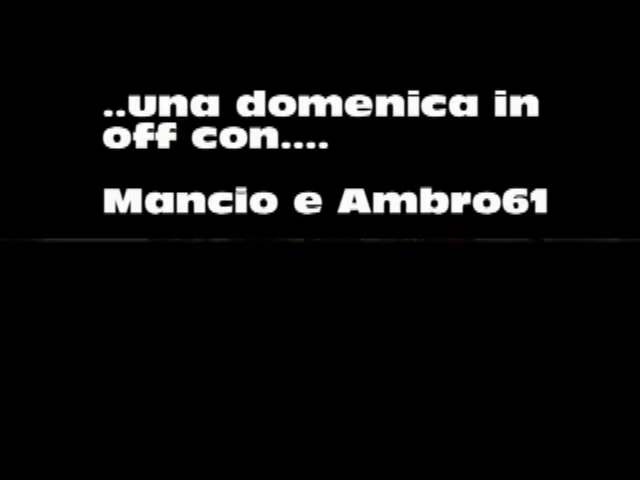 ..una domenica in
off con....
Mancio e Ambro61